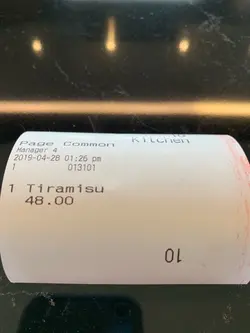 Kitchen
Page Common
Manager 4
2019-04-28 01:26 pm
1 013101
1 Tiramisu
48.00
10